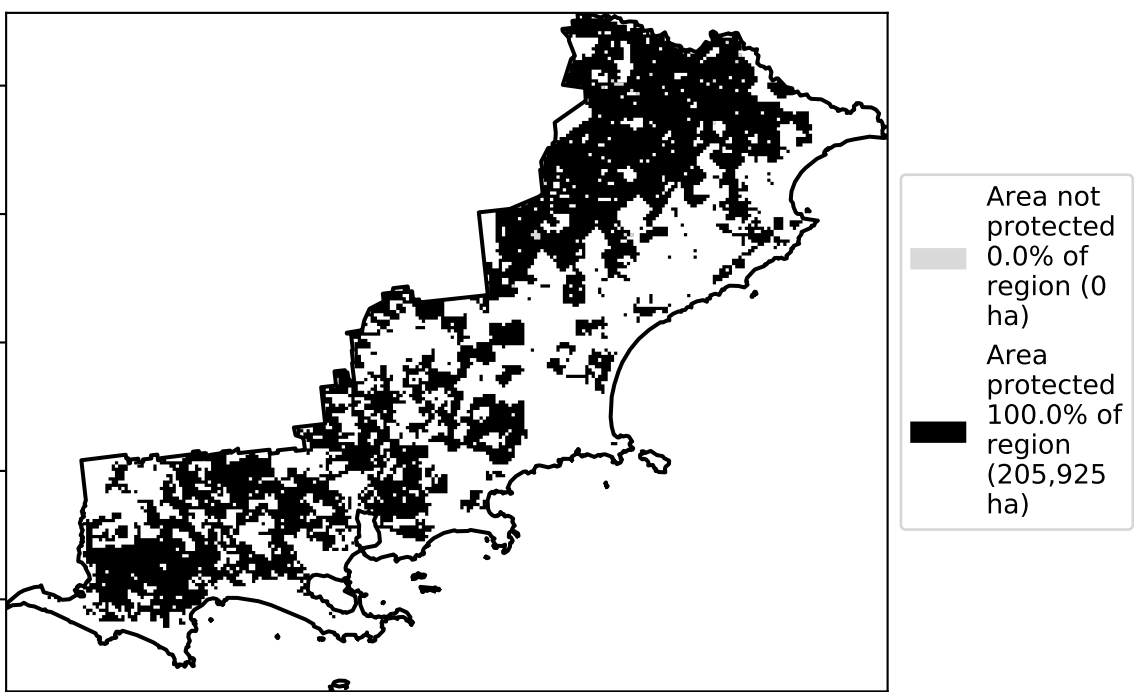 Area not
protected
0.0% of
region (0
ha)
Area
protected
100.0% of
region
(205,925
ha)